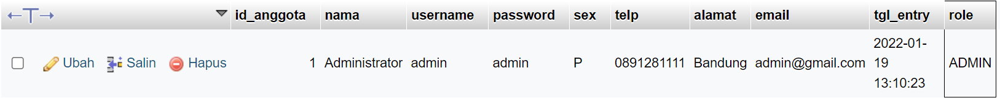 id_anggota nama username password sex telp alamat email tgl_entry role
Ubah Salin Hapus 1 Administrator admin admin P 0891281111 Bandung admin@gmail.com 2022-01-
19
13:10:23 ADMIN